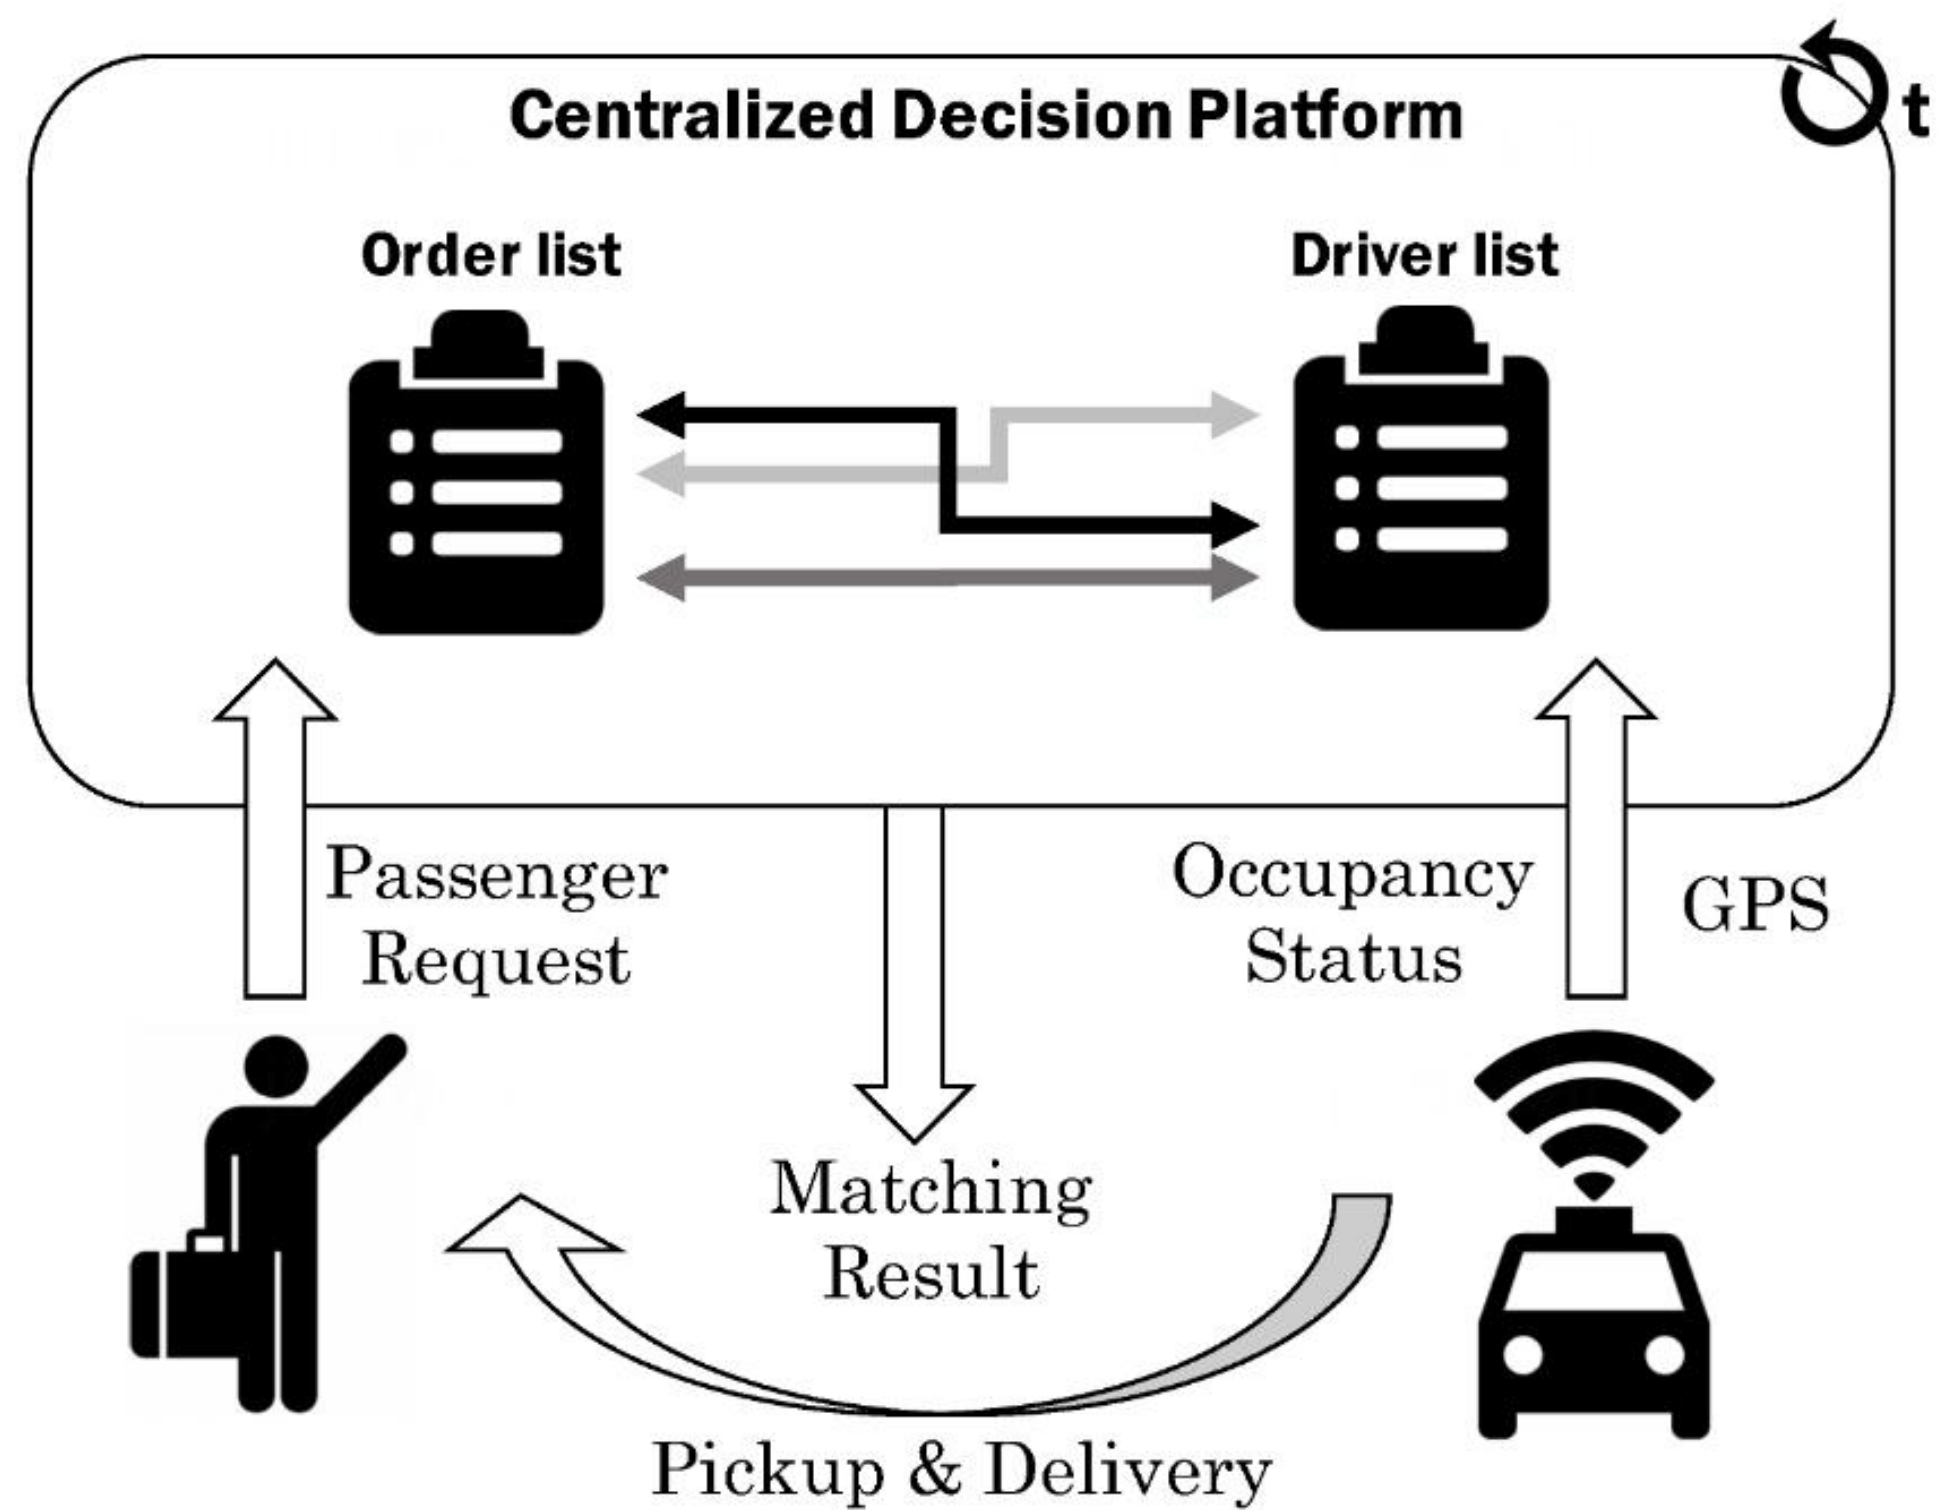 Centralized Decision Platform
t
Order list
Driver list
Passenger
Request
Occupancy
Status
GPS
Matching
Result
Pickup & Delivery